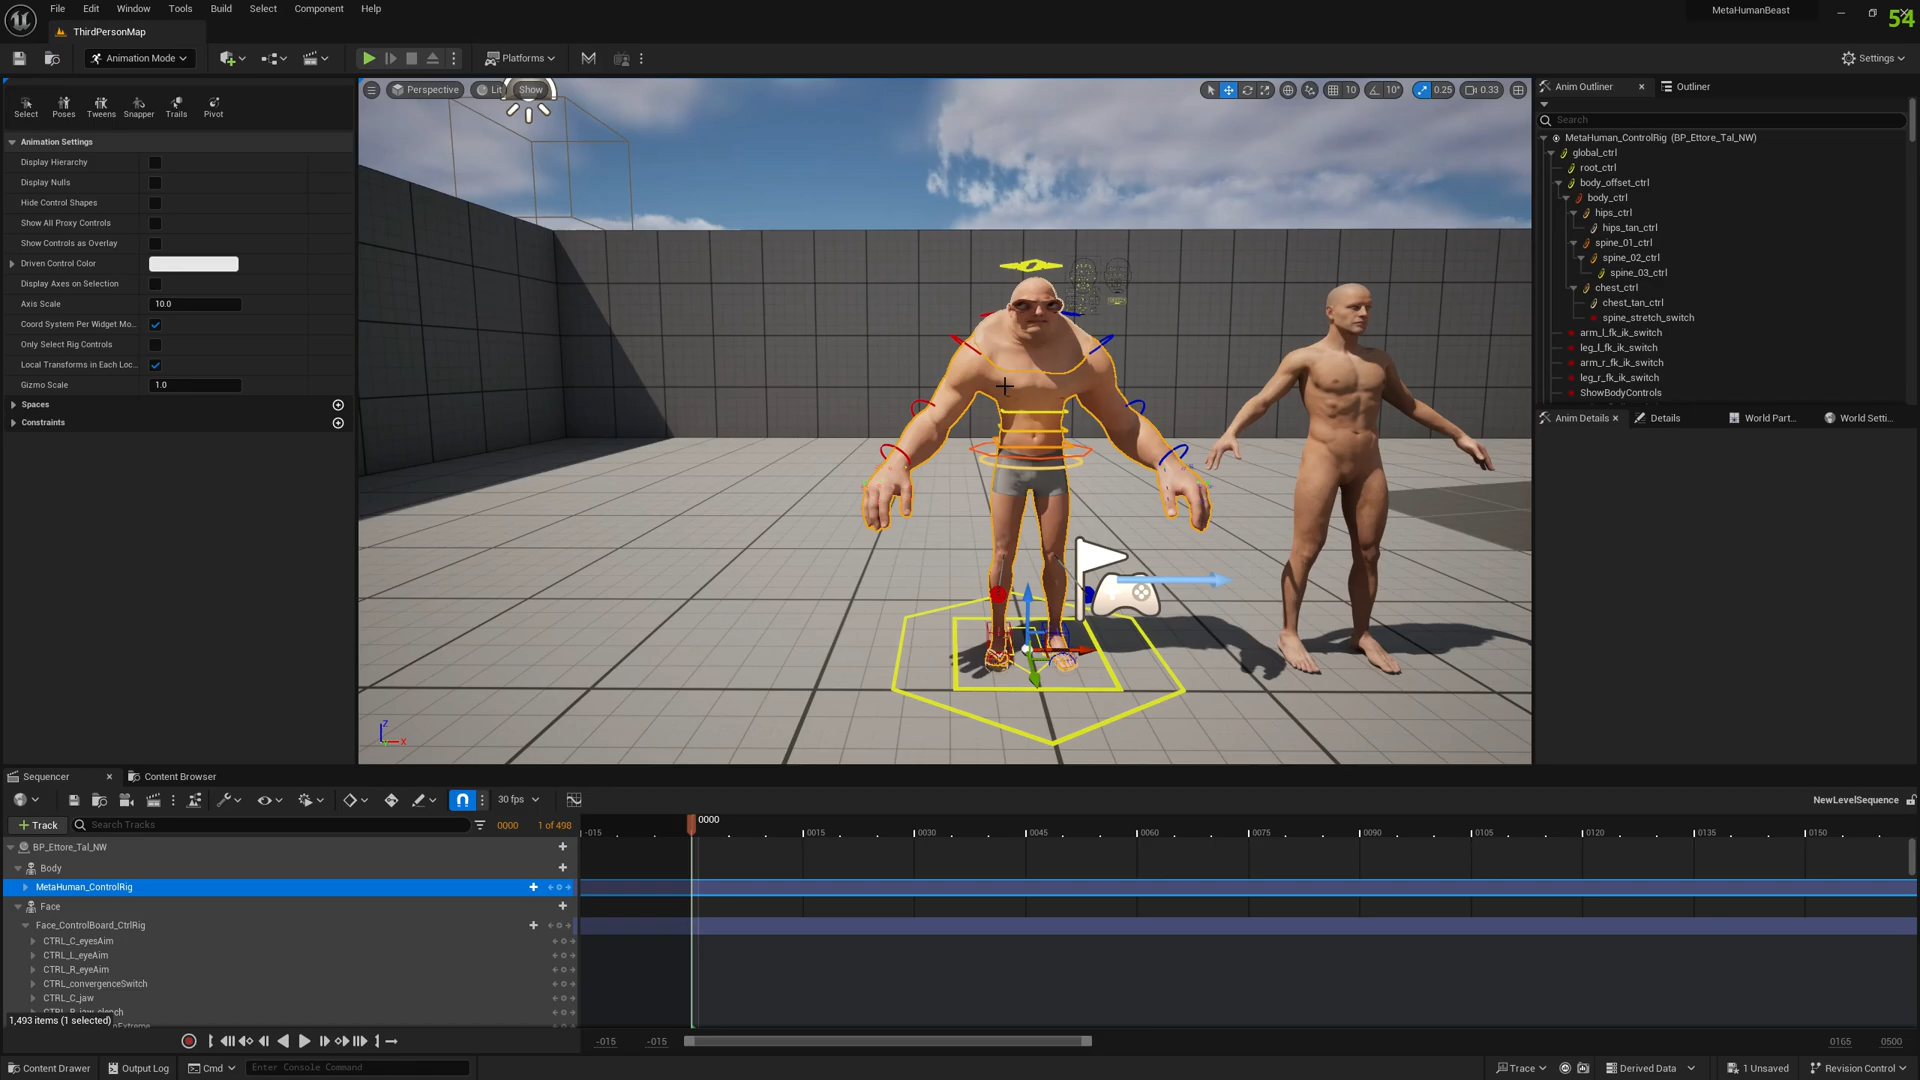 File Edit Window Tools Build Select Component Help
MetaHumanBeast
54
ThirdPersonMap
Animation Mode
Platforms
Settings
Select Poses Tweens Snapper Trails Pivot
Animation Settings
Display Hierarchy
Display Nulls
Hide Control Shapes
Show All Proxy Controls
Show Controls as Overlay
Driven Control Color
Display Axes on Selection
Axis Scale 10.0
Coord System Per Widget Mo...
Only Select Rig Controls
Local Transforms in Each Loc...
Gizmo Scale 1.0
Spaces
Constraints
Perspective Lit Show
10 10° 0.25 0.33
Z
X
Anim Outliner Outliner
Search
MetaHuman_ControlRig (BP_Ettore_Tal_NW)
global_ctrl
root_ctrl
body_offset_ctrl
body_ctrl
hips_ctrl
hips_tan_ctrl
spine_01_ctrl
spine_02_ctrl
spine_03_ctrl
chest_ctrl
chest_tan_ctrl
spine_stretch_switch
arm_l_fk_ik_switch
leg_l_fk_ik_switch
arm_r_fk_ik_switch
leg_r_fk_ik_switch
ShowBodyControls
Anim Details Details World Part... World Setti...
Sequencer Content Browser
30 fps
NewLevelSequence
Track Search Tracks 0000 1 of 498
0000
-015 0015 0030 0045 0060 0075 0090 0105 0120 0135 0150
BP_Ettore_Tal_NW
Body
MetaHuman_ControlRig
Face
Face_ControlBoard_CtrlRig
CTRL_C_eyesAim
CTRL_L_eyeAim
CTRL_R_eyeAim
CTRL_convergenceSwitch
CTRL_C_jaw
1,493 items (1 selected)
-015 -015 0165 0500
Content Drawer Output Log Cmd Enter Console Command
Trace Derived Data 1 Unsaved Revision Control